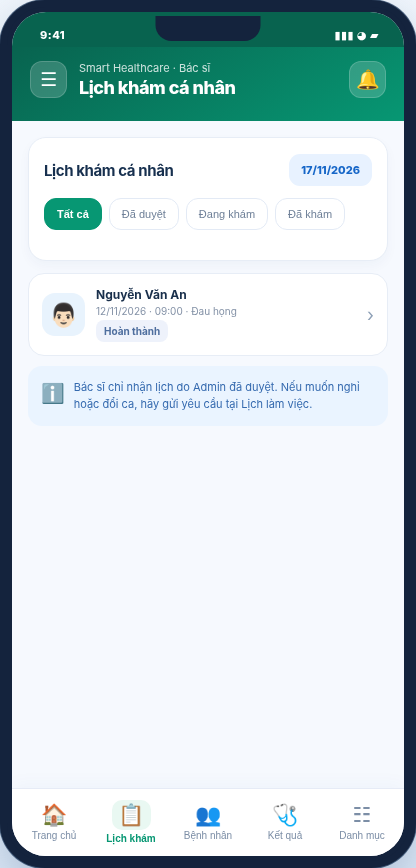 9:41
Smart Healthcare · Bác sĩ
Lịch khám cá nhân
Lịch khám cá nhân
17/11/2026
Tất cả
Đã duyệt
Đang khám
Đã khám
Nguyễn Văn An
12/11/2026 · 09:00 · Đau họng
Hoàn thành
Bác sĩ chỉ nhận lịch do Admin đã duyệt. Nếu muốn nghỉ
hoặc đổi ca, hãy gửi yêu cầu tại Lịch làm việc.
Trang chủ
Lịch khám
Bệnh nhân
Kết quả
Danh mục